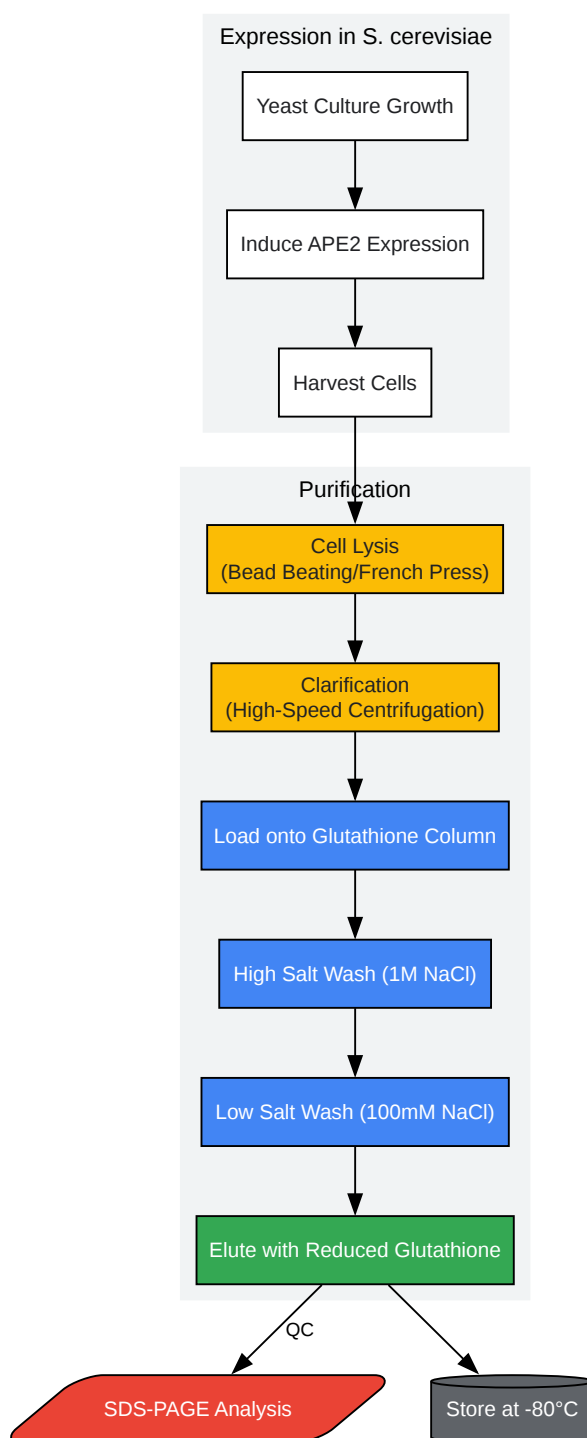 Expression in S. cerevisiae
Yeast Culture Growth
Induce APE2 Expression
Harvest Cells
Purification
Cell Lysis
(Bead Beating/French Press)
Clarification
(High-Speed Centrifugation)
Load onto Glutathione Column
High Salt Wash (1M NaCl)
Low Salt Wash (100mM NaCl)
Elute with Reduced Glutathione
QC
SDS-PAGE Analysis
Store at -80°C